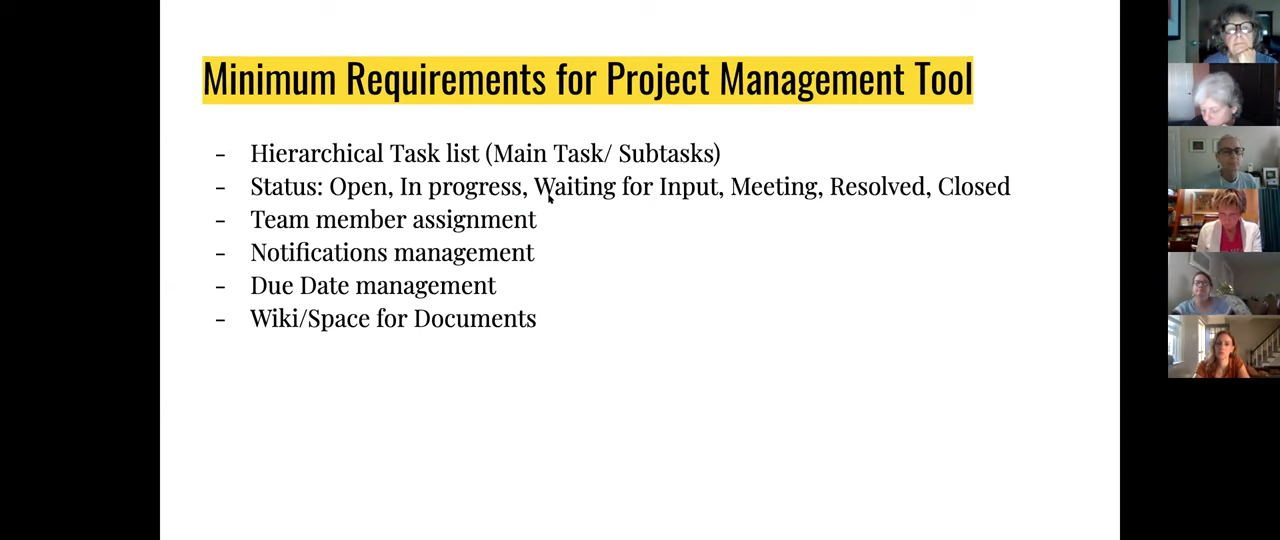 Minimum Requirements for Project Management Tool
- Hierarchical Task list (Main Task/ Subtasks)
- Status: Open, In progress, Waiting for Input, Meeting, Resolved, Closed
- Team member assignment
- Notifications management
- Due Date management
- Wiki/Space for Documents